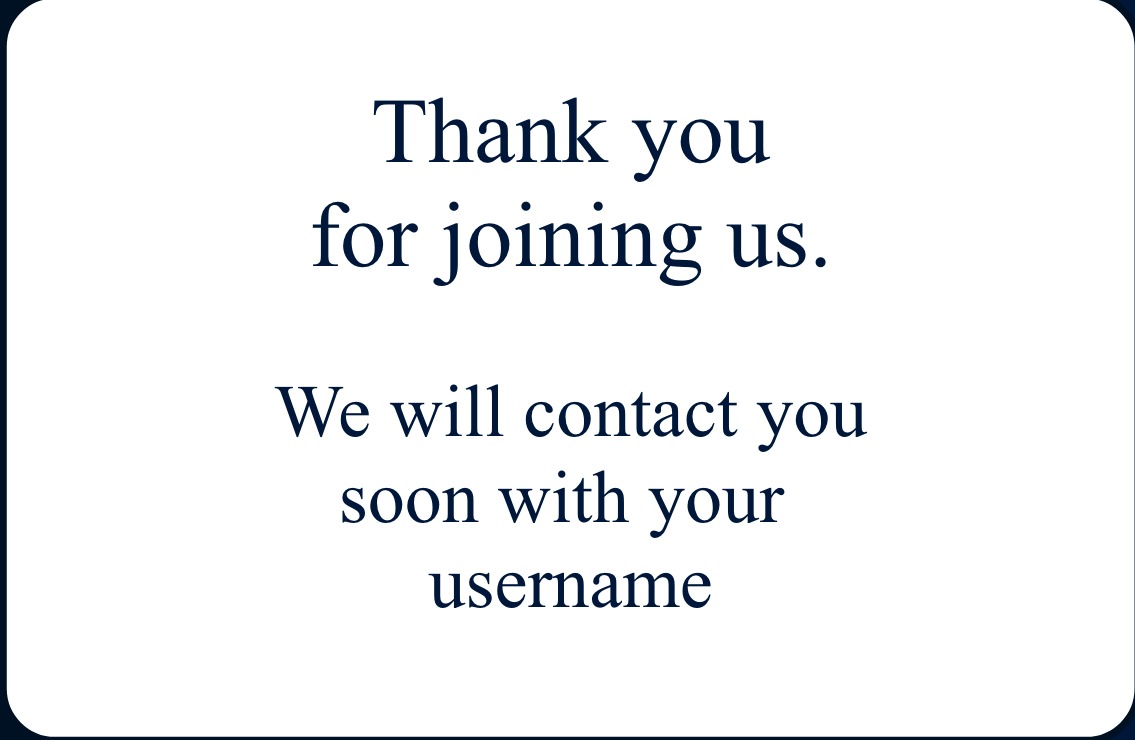 Thank you
for joining us.
We will contact you
soon with your
username